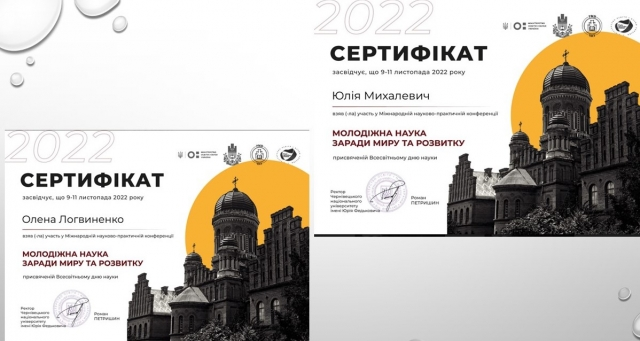 2022
СЕРТИФІКАТ
засвідчує, що 9-11 листопада 2022 року
Юлія Михалевич
взяв (-ла) участь у Міжнародній науково-практичній конференції
МОЛОДІЖНА НАУКА
ЗАРАДИ МИРУ ТА РОЗВИТКУ
присвяченій Всесвітньому дню науки
Ректор
Чернівецького
національного
університету
імені Юрія Федьковича
Роман
ПЕТРИШИН
2022
СЕРТИФІКАТ
засвідчує, що 9-11 листопада 2022 року
Олена Логвиненко
взяв (-ла) участь у Міжнародній науково-практичній конференції
МОЛОДІЖНА НАУКА
ЗАРАДИ МИРУ ТА РОЗВИТКУ
присвяченій Всесвітньому дню науки
Ректор
Чернівецького
національного
університету
імені Юрія Федьковича
Роман
ПЕТРИШИН